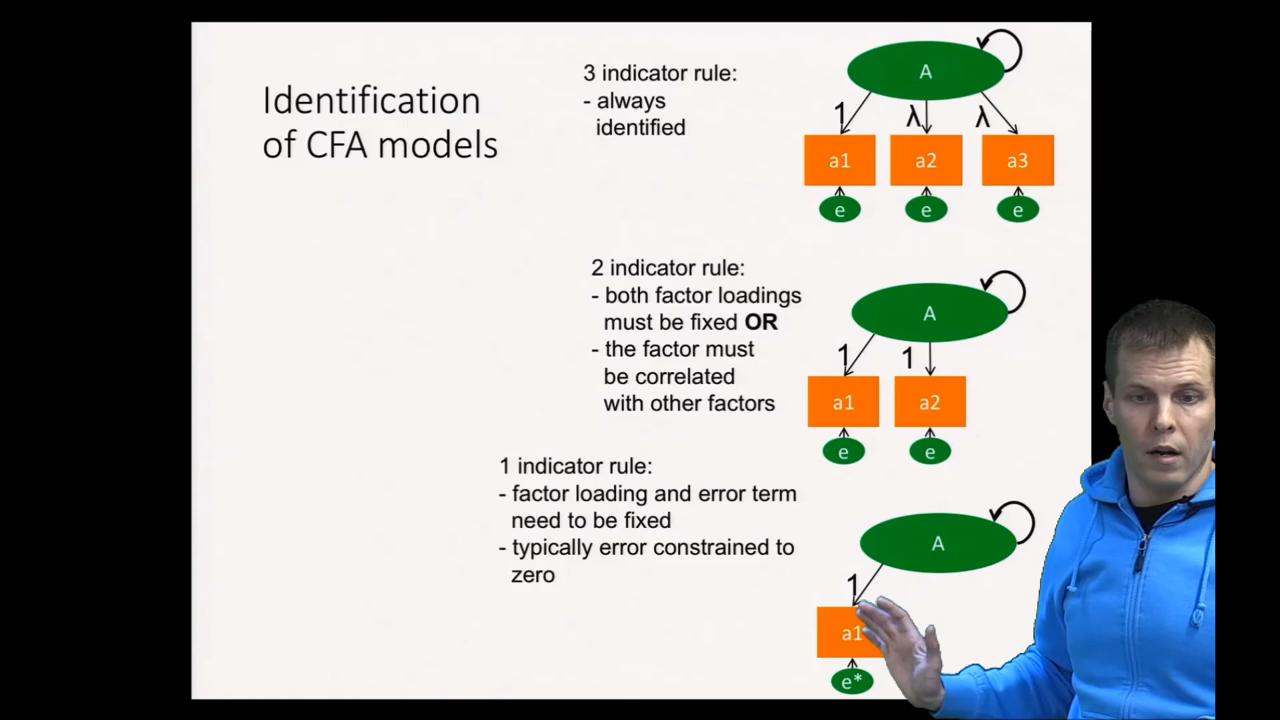 Identification
of CFA models
3 indicator rule:
- always
identified
A
1 λ λ
a1 a2 a3
e e e
2 indicator rule:
- both factor loadings
must be fixed OR
- the factor must
be correlated
with other factors
A
1 1
a1 a2
e e
1 indicator rule:
- factor loading and error term
need to be fixed
- typically error constrained to
zero
A
1
a1
e*